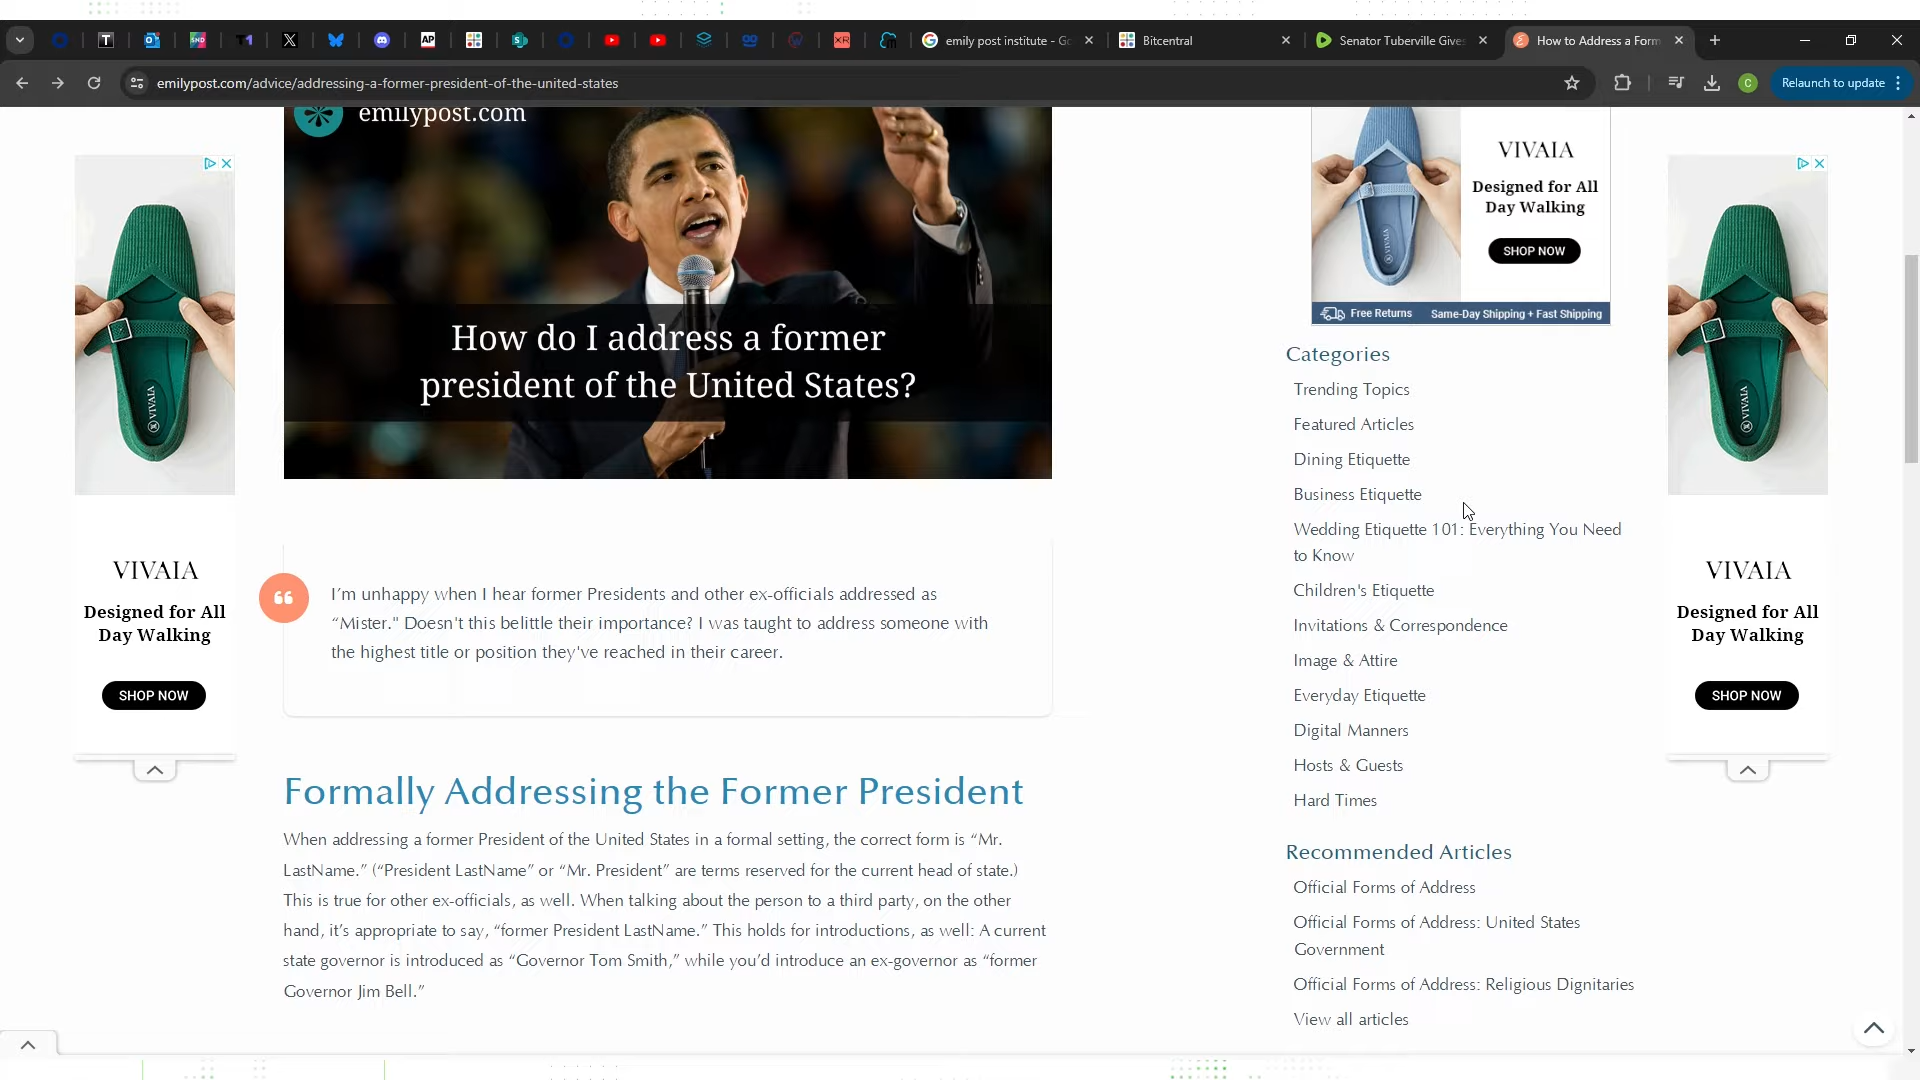 emily post institute - Go
Bitcentral
Senator Tuberville Gives
How to Address a Form
emilypost.com/advice/addressing-a-former-president-of-the-united-states
Relaunch to update
emilypost.com
How do I address a former
president of the United States?
VIVAIA
Designed for All
Day Walking
SHOP NOW
Free Returns Same-Day Shipping + Fast Shipping
VIVAIA
VIVAIA
Designed for All
Day Walking
SHOP NOW
I'm unhappy when I hear former Presidents and other ex-officials addressed as
“Mister." Doesn't this belittle their importance? I was taught to address someone with
the highest title or position they've reached in their career.
Formally Addressing the Former President
When addressing a former President of the United States in a formal setting, the correct form is “Mr.
LastName.” (“President LastName” or “Mr. President” are terms reserved for the current head of state.)
This is true for other ex-officials, as well. When talking about the person to a third party, on the other
hand, it’s appropriate to say, “former President LastName.” This holds for introductions, as well: A current
state governor is introduced as “Governor Tom Smith,” while you’d introduce an ex-governor as “former
Governor Jim Bell.”
Categories
Trending Topics
Featured Articles
Dining Etiquette
Business Etiquette
Wedding Etiquette 101: Everything You Need
to Know
Children's Etiquette
Invitations & Correspondence
Image & Attire
Everyday Etiquette
Digital Manners
Hosts & Guests
Hard Times
Recommended Articles
Official Forms of Address
Official Forms of Address: United States
Government
Official Forms of Address: Religious Dignitaries
View all articles
VIVAIA
VIVAIA
Designed for All
Day Walking
SHOP NOW